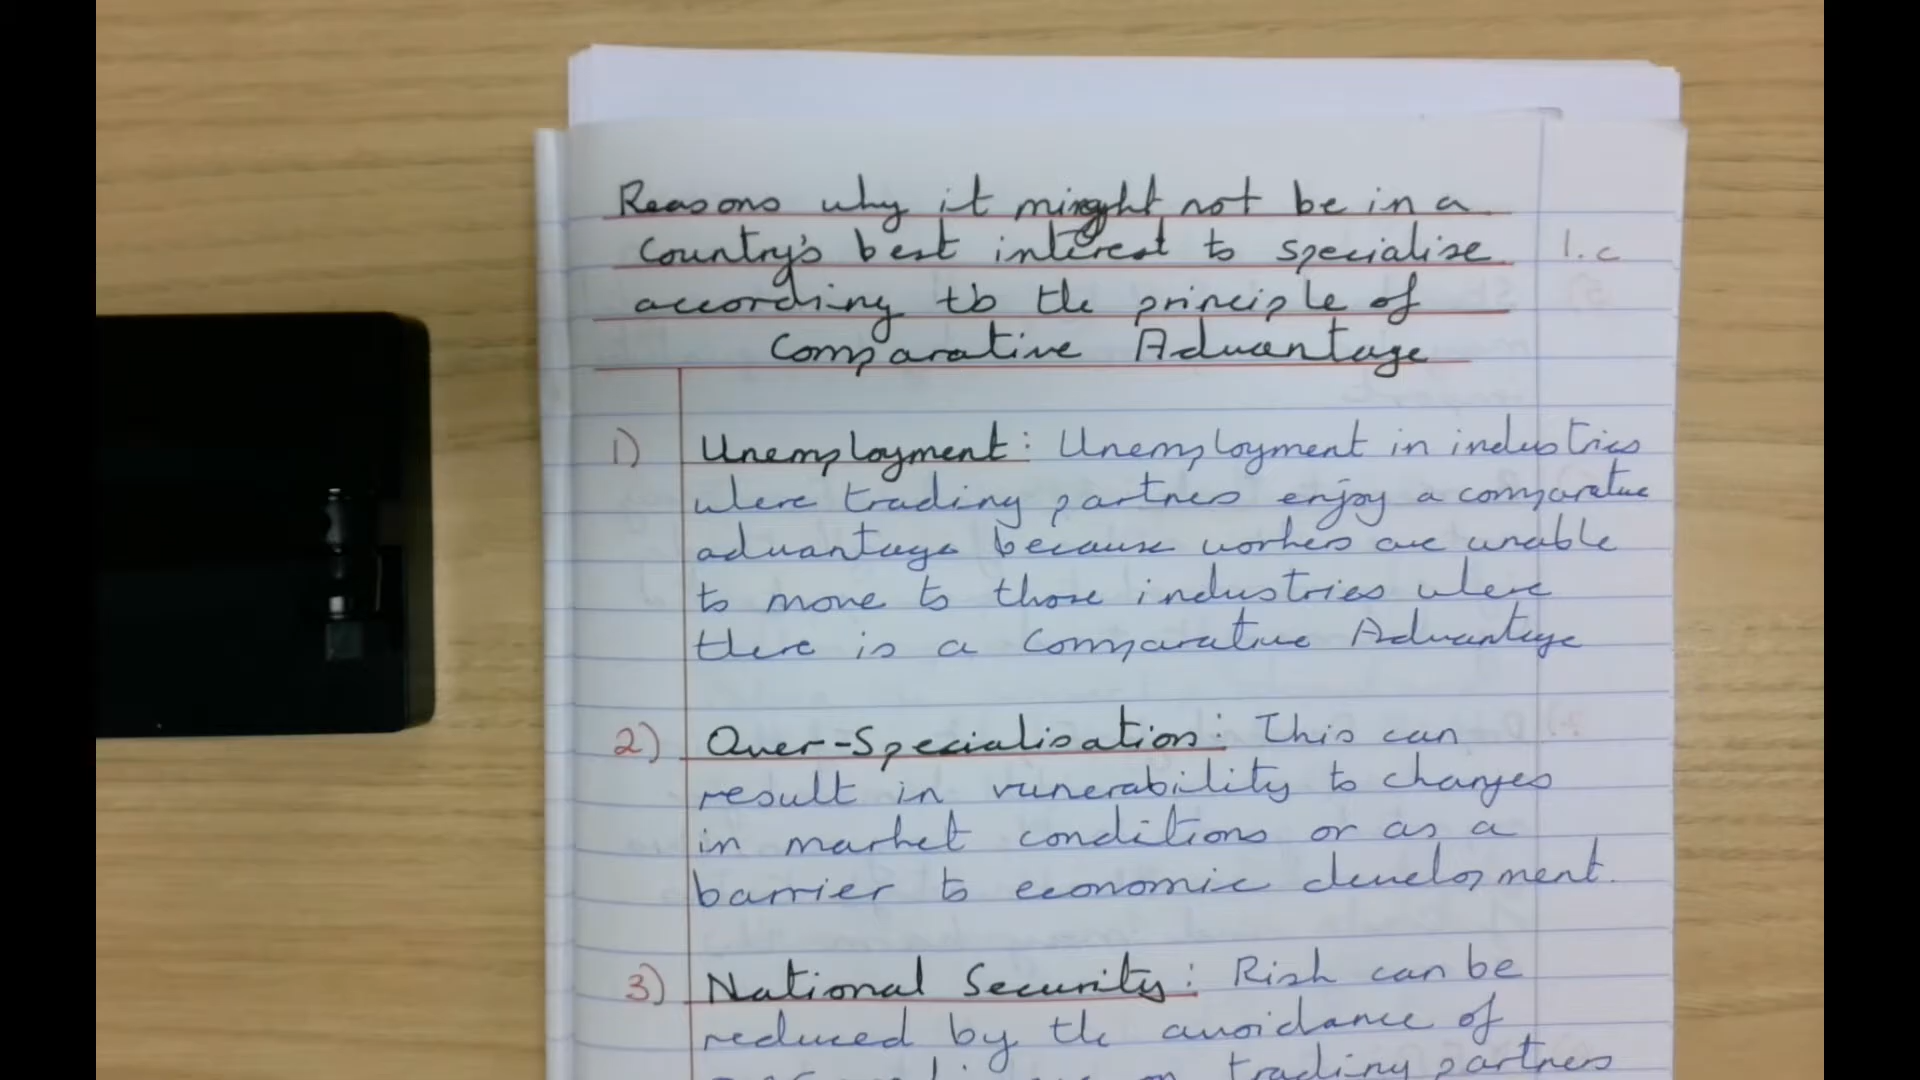 Reasons why it minght not be in a
Country's best interest to specialise
1.c
according to the principle of
Comparative Advantage
1) Unemployment: Unemployment in industries
where trading partners enjoy a comparative
advantage because workers are unable
to move to those industries where
there is a Comparative Advantage
2) Over-Specialisation: This can
result in vunerability to changes
in market conditions or as a
barrier to economic development.
3) National Security: Risk can be
reduced by the avoidance of
on trading partners